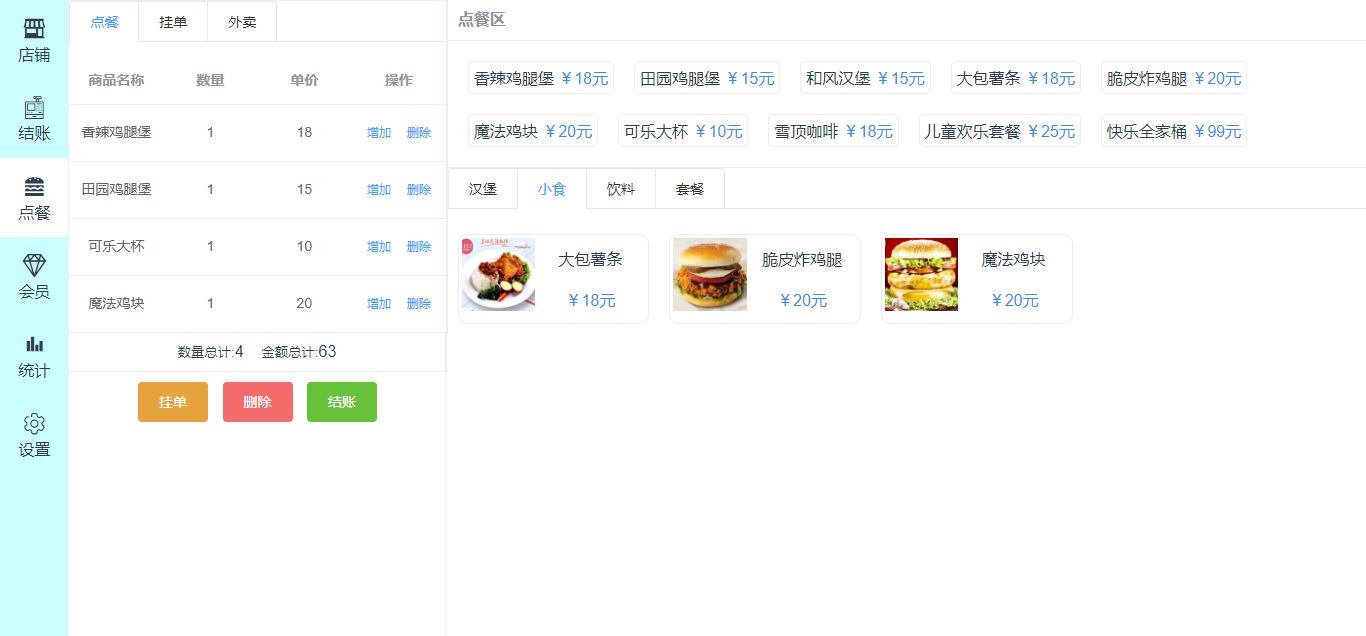 店铺
结账
点餐
会员
统计
设置
点餐 挂单 外卖
商品名称 数量 单价 操作
香辣鸡腿堡 1 18 增加 删除
田园鸡腿堡 1 15 增加 删除
可乐大杯 1 10 增加 删除
魔法鸡块 1 20 增加 删除
数量总计:4 金额总计:63
挂单 删除 结账
点餐区
香辣鸡腿堡 ￥18元 田园鸡腿堡 ￥15元 和风汉堡 ￥15元 大包薯条 ￥18元 脆皮炸鸡腿 ￥20元
魔法鸡块 ￥20元 可乐大杯 ￥10元 雪顶咖啡 ￥18元 儿童欢乐套餐 ￥25元 快乐全家桶 ￥99元
汉堡 小食 饮料 套餐
大包薯条 脆皮炸鸡腿 魔法鸡块
￥18元 ￥20元 ￥20元